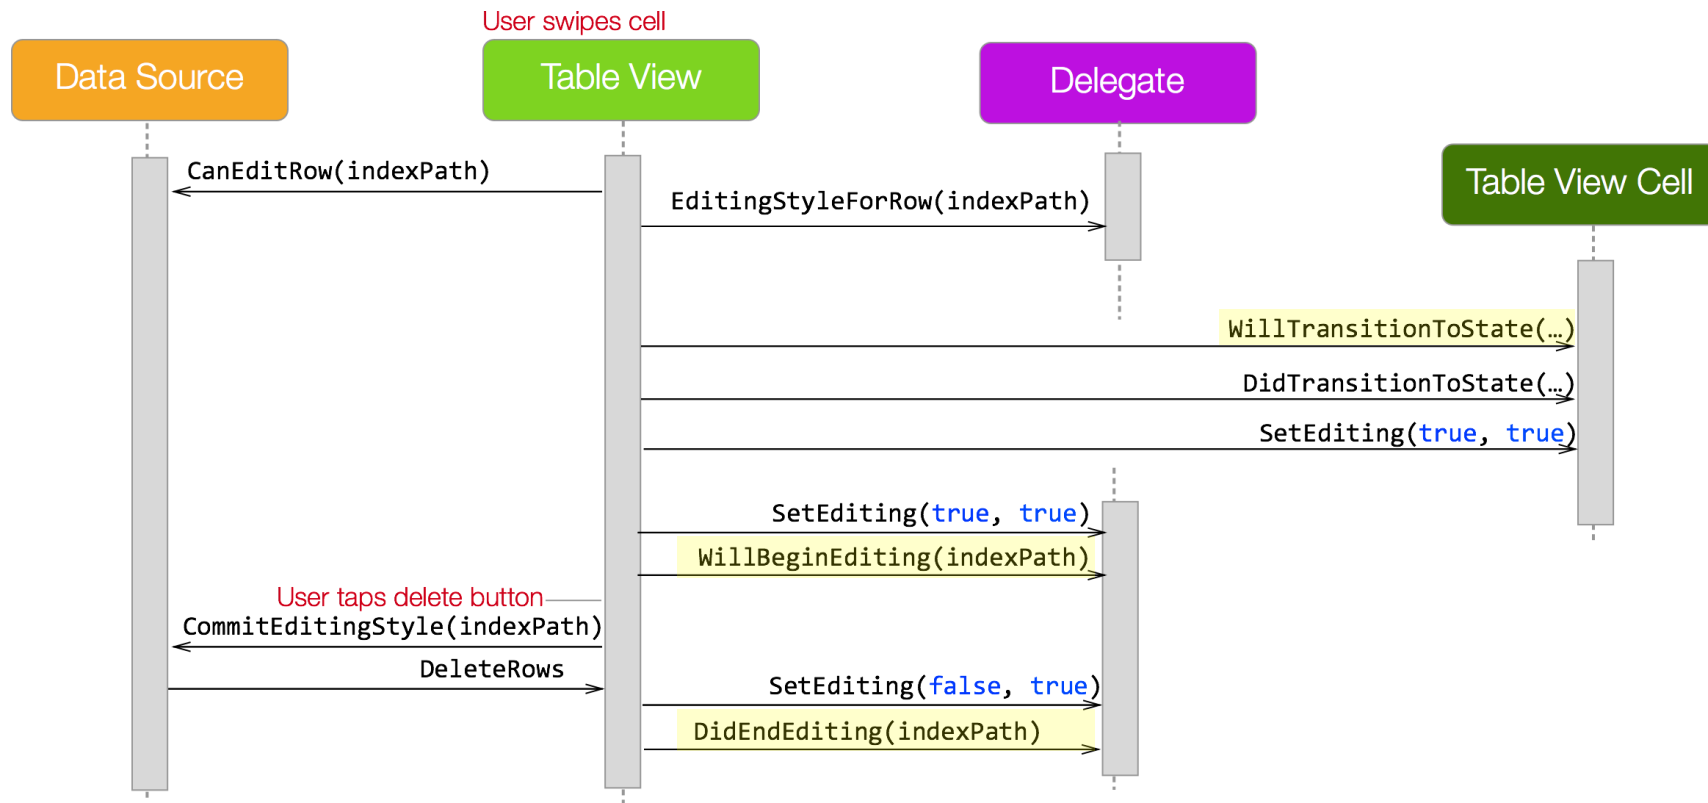 User swipes cell
Data Source
Table View
Delegate
Table View Cell
CanEditRow(indexPath)
EditingStyleForRow(indexPath)
WillTransitionToState(…)
DidTransitionToState(…)
SetEditing(true, true)
SetEditing(true, true)
WillBeginEditing(indexPath)
User taps delete button
CommitEditingStyle(indexPath)
DeleteRows
SetEditing(false, true)
DidEndEditing(indexPath)